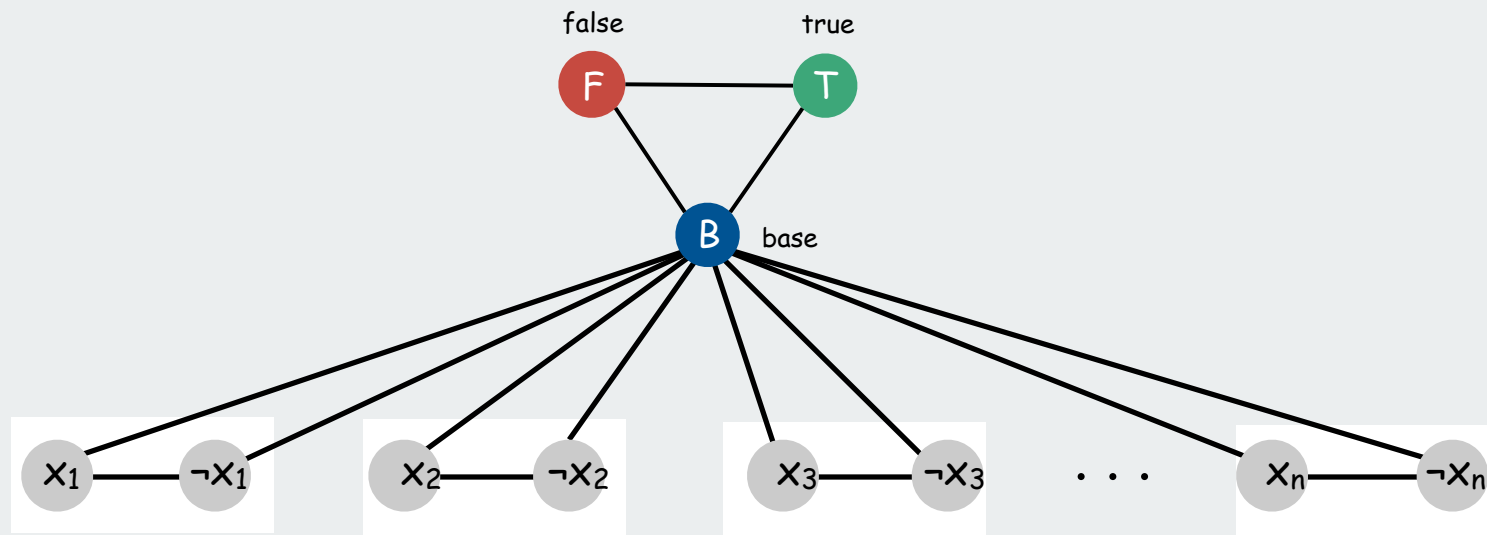 false true
F T
B base
x₁ ¬x₁ x₂ ¬x₂ x₃ ¬x₃ . . . xₙ ¬xₙ